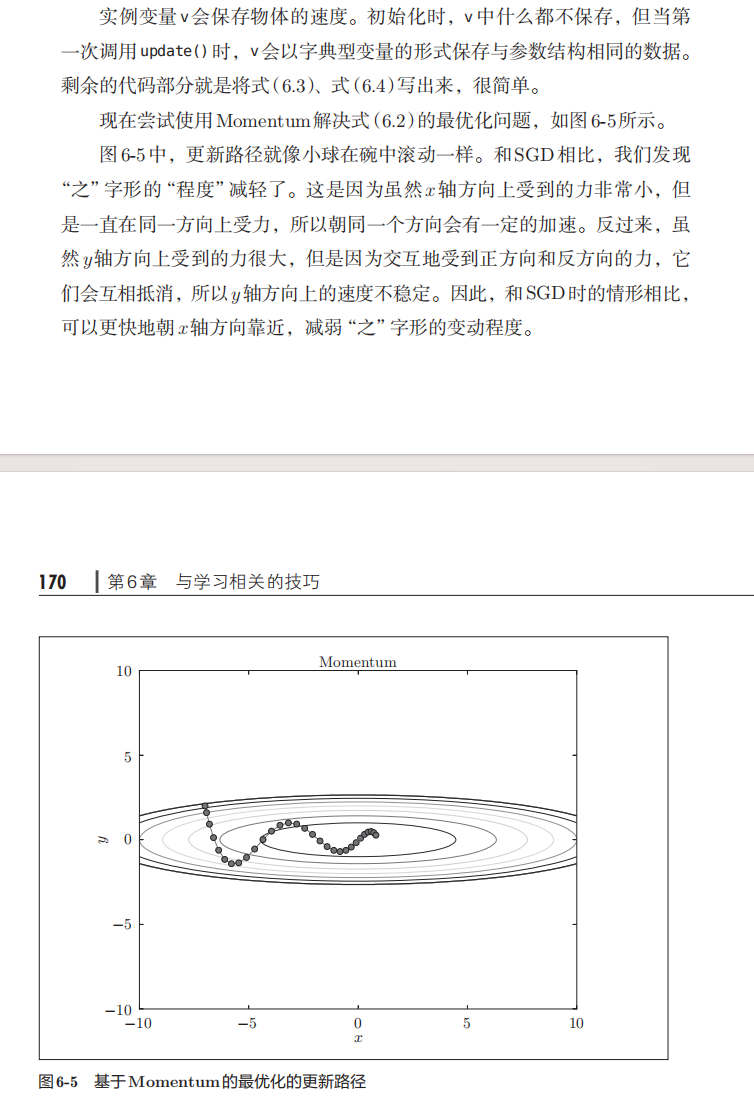 实例变量v会保存物体的速度。初始化时，v中什么都不保存，但当第
一次调用update()时，v会以字典型变量的形式保存与参数结构相同的数据。
剩余的代码部分就是将式(6.3)、式(6.4)写出来，很简单。
现在尝试使用Momentum解决式(6.2)的最优化问题，如图6-5所示。
图6-5中，更新路径就像小球在碗中滚动一样。和SGD相比，我们发现
“之”字形的“程度”减轻了。这是因为虽然x轴方向上受到的力非常小，但
是一直在同一方向上受力，所以朝同一个方向会有一定的加速。反过来，虽
然y轴方向上受到的力很大，但是因为交互地受到正方向和反方向的力，它
们会互相抵消，所以y轴方向上的速度不稳定。因此，和SGD时的情形相比，
可以更快地朝x轴方向靠近，减弱“之”字形的变动程度。
170 第6章 与学习相关的技巧
Momentum
10
5
0
−5
−10
y
−10 −5 0 5 10
x
图6-5 基于Momentum的最优化的更新路径